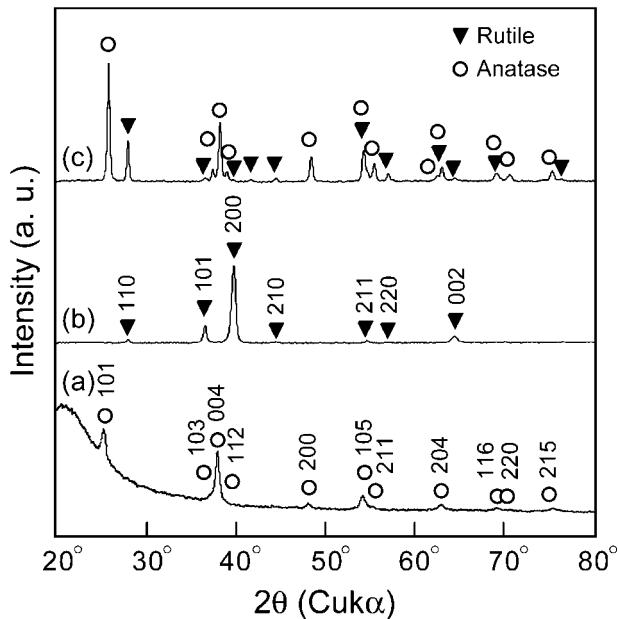 Rutile
Anatase
(c)
200
110
101
210
211
220
002
(b)
(a)
101
103
004
112
200
105
211
204
116
220
215
20° 30° 40° 50° 60° 70° 80°
2θ (Cukα)
Intensity (a. u.)